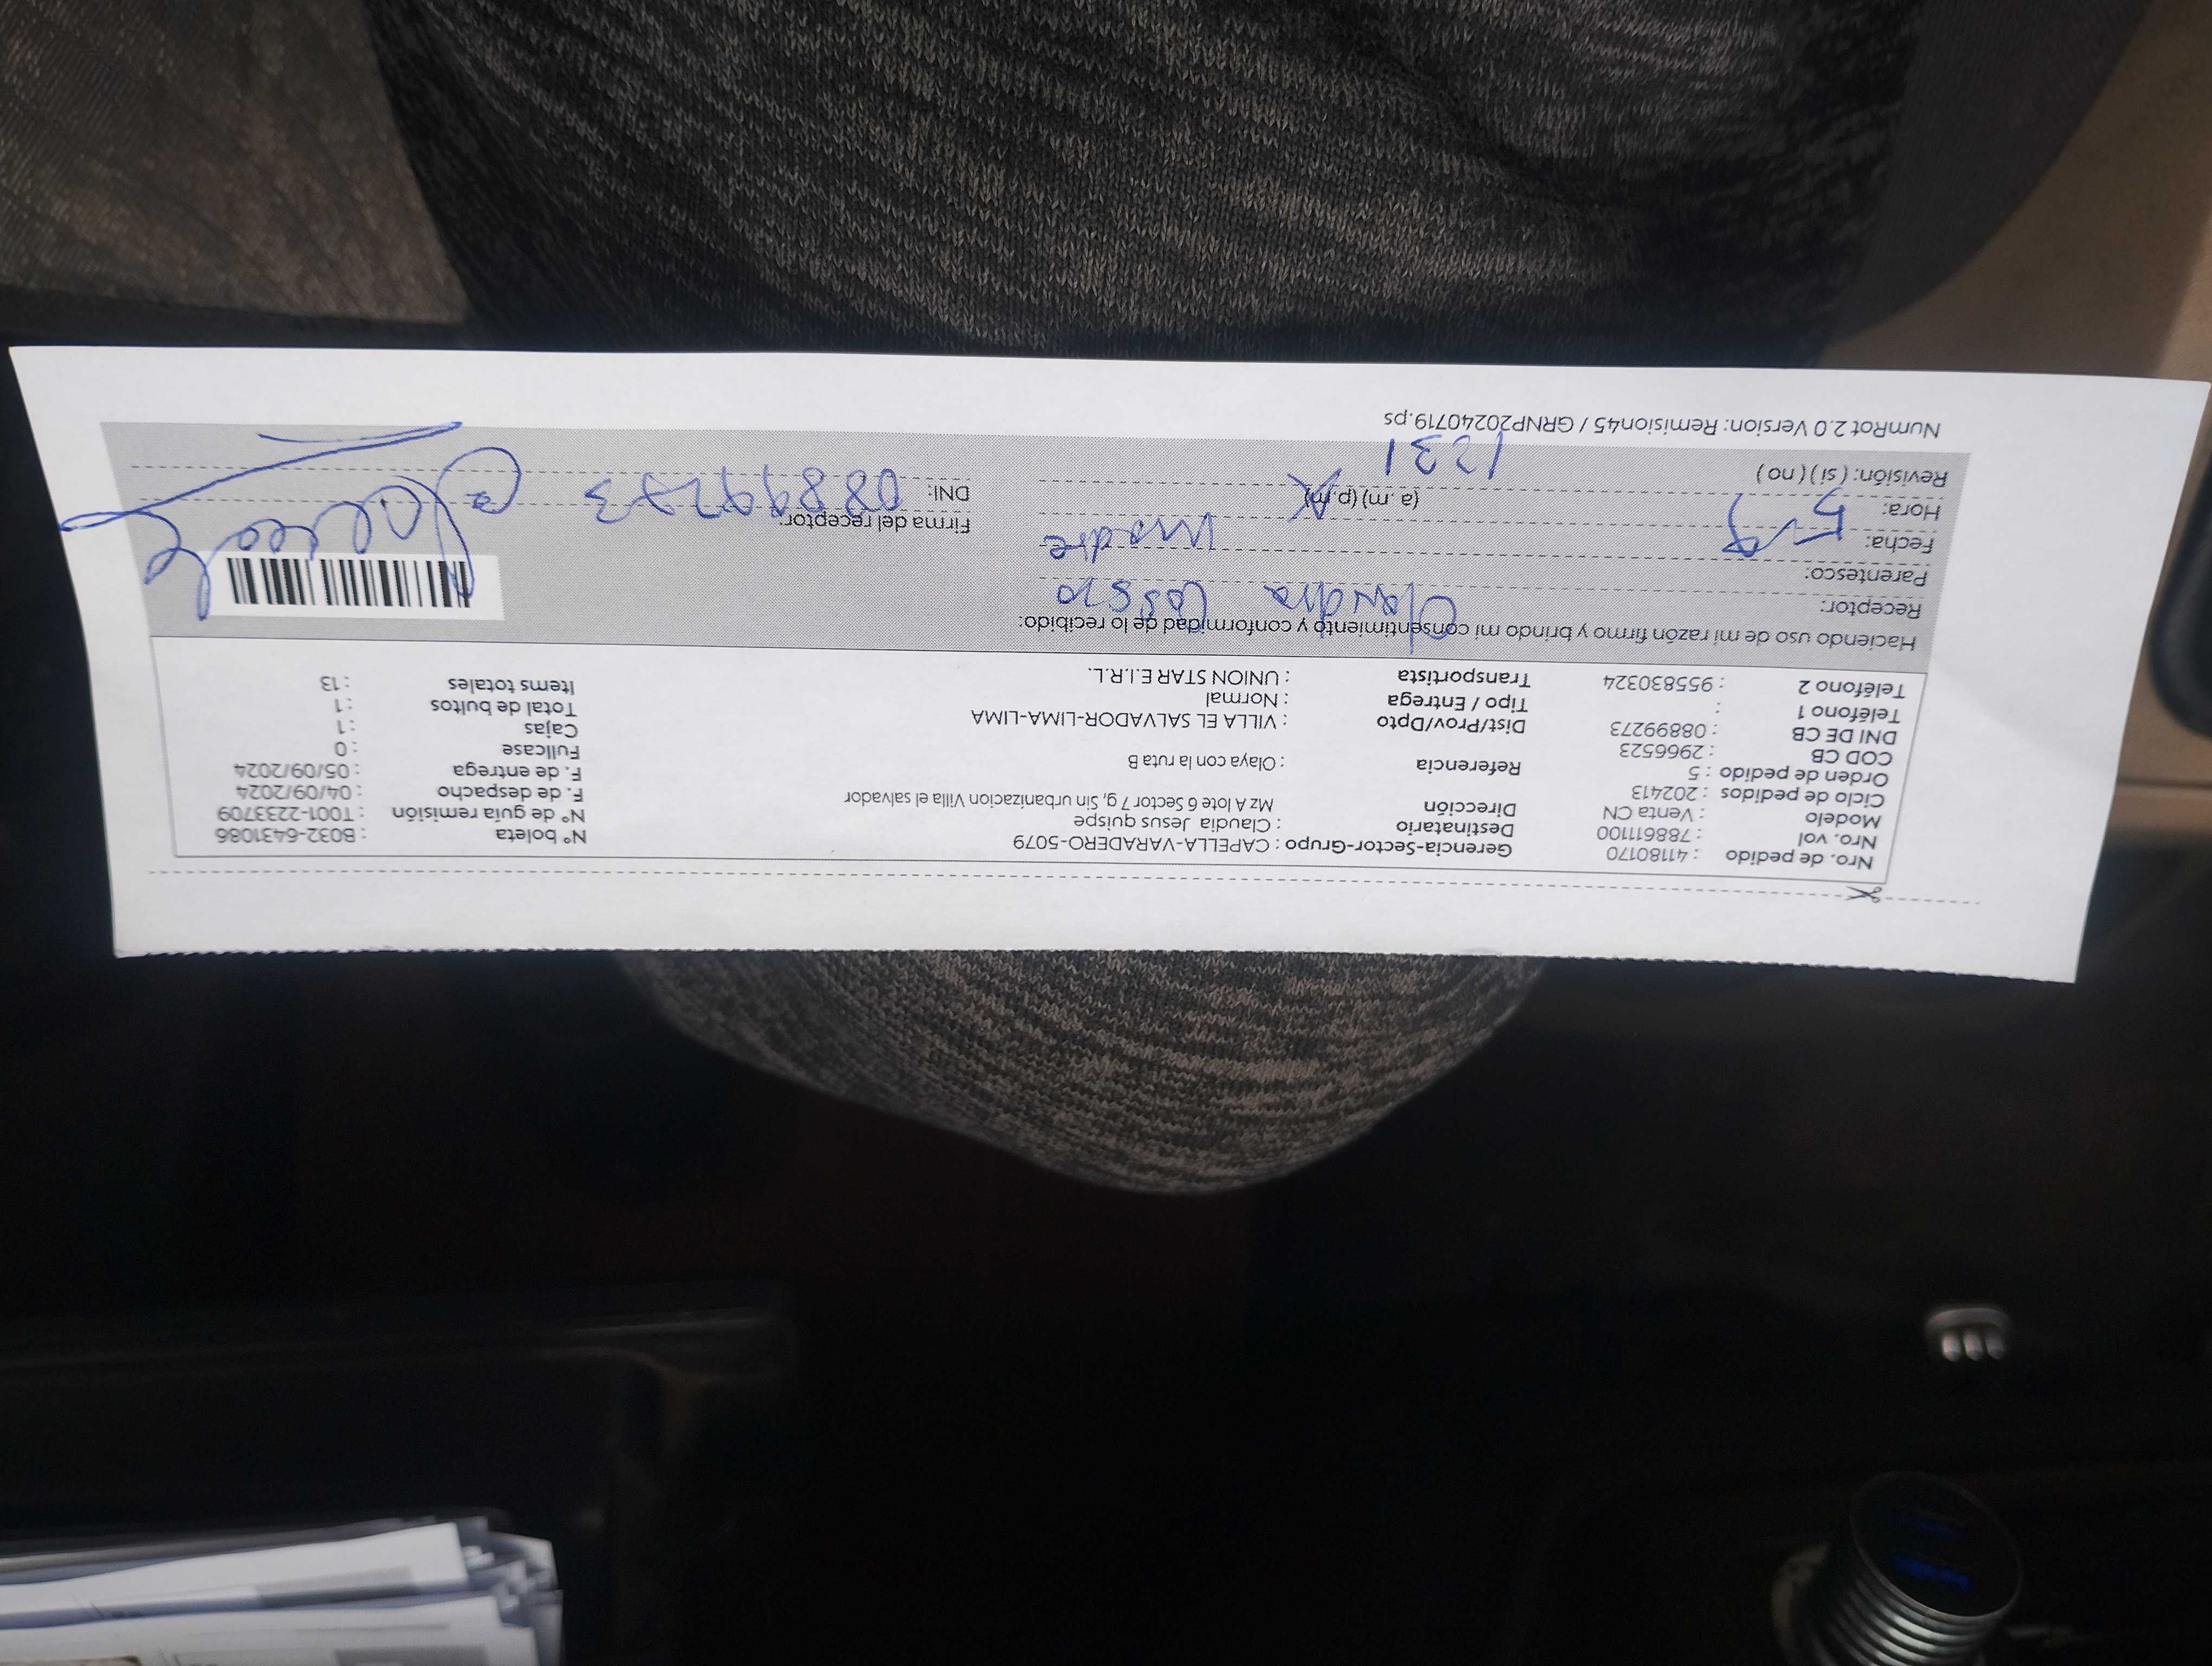 Nro. de pedido : 41180170 Gerencia-Sector-Grupo : CAPELLA-VARADERO-5079 N° boleta : B032-6431086
Nro. vol : 788611100 Destinatario : Claudia Jesus quispe N° de guía remisión : T001-2233709
Modelo : Venta CN Dirección Mz A lote 6 Sector 7 g, Sin urbanizacion Villa el salvador F. de despacho : 04/09/2024
Ciclo de pedidos : 202413 Referencia : Olaya con la ruta B F. de entrega : 05/09/2024
Orden de pedido : 5 Fullcase : 0
COD CB : 2966523 Dist/Prov/Dpto : VILLA EL SALVADOR-LIMA-LIMA Cajas : 1
DNI DE CB : 08899273 Tipo / Entrega : Normal Total de bultos : 1
Teléfono 1 : Transportista : UNION STAR E.I.R.L. Items totales : 13
Teléfono 2 : 955830324
Haciendo uso de mi razón firmo y brindo mi consentimiento y conformidad de lo recibido:
Receptor: Claudia
Parentesco: madre
Fecha: 5-9 Firma del receptor:
Hora: 1231 (a. m) (p. m) DNI: 08899273
Revisión: ( si ) ( no )
NumRot 2.0 Version: Remision45 / GRNP20240719.ps